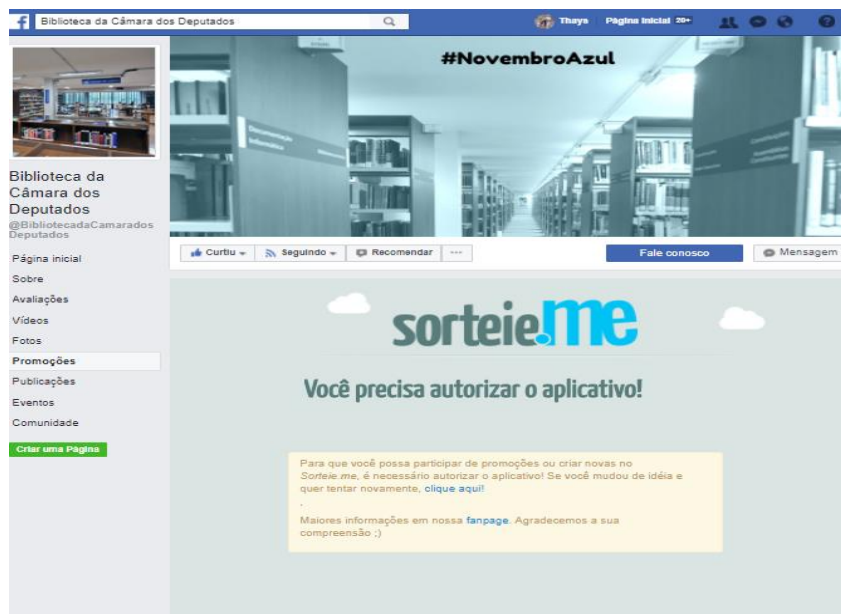 Biblioteca da Câmara dos Deputados
Thays
Página inicial 20+
#NovembroAzul
Documentação
Informática
Biblioteca da
Câmara dos
Deputados
@BibliotecadaCamarados
Deputados
Página inicial
Sobre
Avaliações
Vídeos
Fotos
Promoções
Publicações
Eventos
Comunidade
Criar uma Página
Curtiu
Seguindo
Recomendar
Fale conosco
Mensagem
sorteie.me
Você precisa autorizar o aplicativo!
Para que você possa participar de promoções ou criar novas no
Sorteie.me, é necessário autorizar o aplicativo! Se você mudou de idéia e
quer tentar novamente, clique aqui!
.
Maiores informações em nossa fanpage. Agradecemos a sua
compreensão ;)